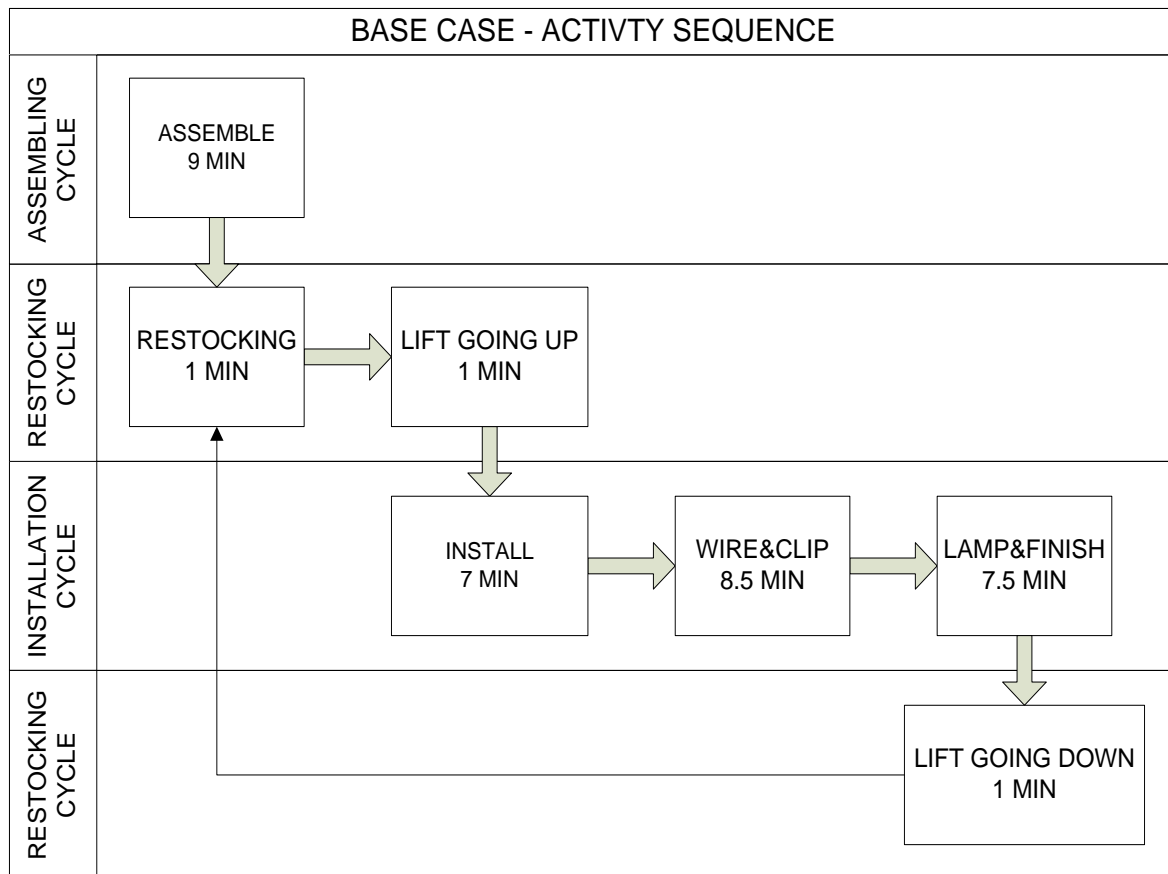 BASE CASE - ACTIVTY SEQUENCE
ASSEMBLING
CYCLE
ASSEMBLE
9 MIN
RESTOCKING
CYCLE
RESTOCKING
1 MIN
LIFT GOING UP
1 MIN
INSTALLATION
CYCLE
INSTALL
7 MIN
WIRE&CLIP
8.5 MIN
LAMP&FINISH
7.5 MIN
RESTOCKING
CYCLE
LIFT GOING DOWN
1 MIN